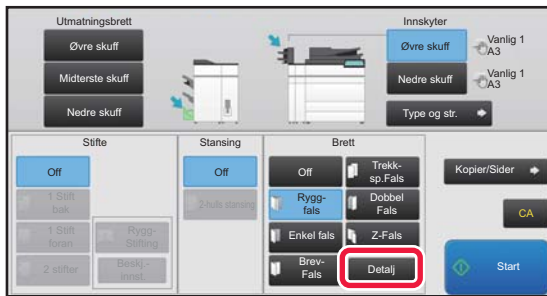 Utmatningsbrett
Innskyter
Øvre skuff
Midterste skuff
Nedre skuff
Øvre skuff
Vanlig 1
A3
Nedre skuff
Vanlig 1
A3
Type og str.
Stifte
Off
1 Stift
bak
1 Stift
foran
2 stifter
Rygg-
Stifting
Beskj.-
innst.
Stansing
Off
2-hulls stansing
Brett
Off
Trekk-
sp.Fals
Rygg-
fals
Dobbel
Fals
Enkel fals
Z-Fals
Brev-
Fals
Detalj
Kopier/Sider
CA
Start